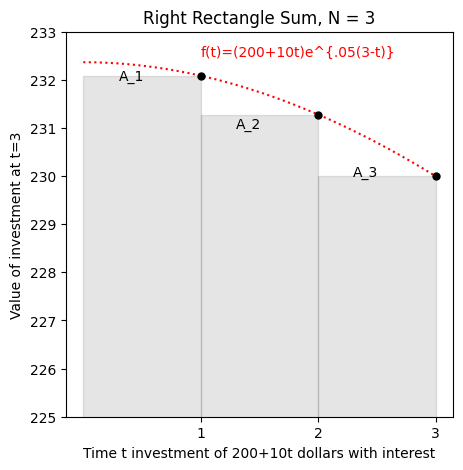 Right Rectangle Sum, N = 3
233
f(t)=(200+10t)e^{.05(3-t)}
232
A_1
231
A_2
230
A_3
229
228
227
226
225
Value of investment at t=3
1
2
3
Time t investment of 200+10t dollars with interest